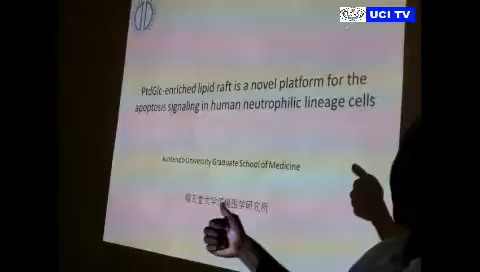 UCI TV
PtdGlc-enriched lipid raft is a novel platform for the
apoptosis signaling in human neutrophilic lineage cells
Juntendo University Graduate School of Medicine
順天堂大学 医学研究所